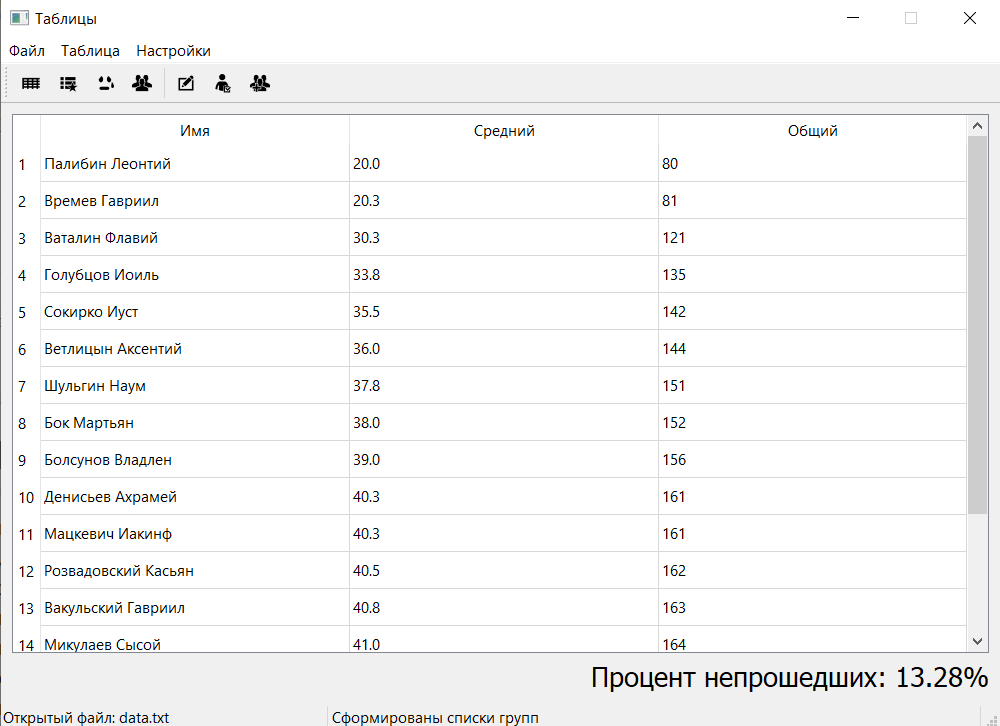 Таблицы
Файл Таблица Настройки
Имя Средний Общий
1 Палибин Леонтий 20.0 80
2 Времев Гавриил 20.3 81
3 Ваталин Флавий 30.3 121
4 Голубцов Иоиль 33.8 135
5 Сокирко Иуст 35.5 142
6 Ветлицын Аксентий 36.0 144
7 Шульгин Наум 37.8 151
8 Бок Мартьян 38.0 152
9 Болсунов Владлен 39.0 156
10 Денисьев Ахрамей 40.3 161
11 Мацкевич Иакинф 40.3 161
12 Розвадовский Касьян 40.5 162
13 Вакульский Гавриил 40.8 163
14 Микулаев Сысой 41.0 164
Процент непрошедших: 13.28%
Открытый файл: data.txt Сформированы списки групп